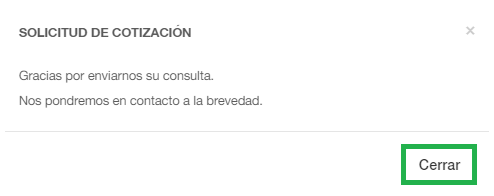 SOLICITUD DE COTIZACIÓN
×
Gracias por enviarnos su consulta.
Nos pondremos en contacto a la brevedad.
Cerrar